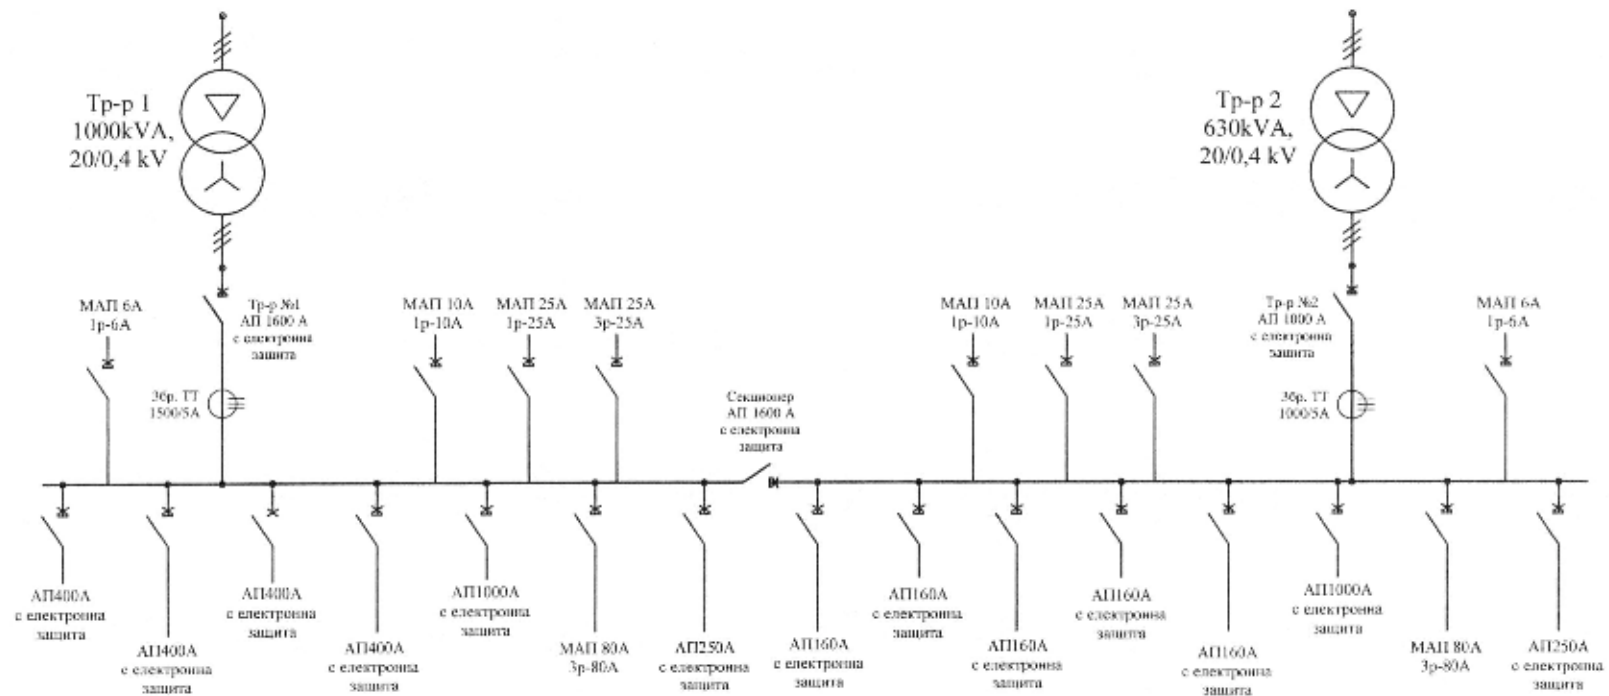 Тр-р 1
1000kVA,
20/0,4 kV
Тр-р 2
630kVA,
20/0,4 kV
МАП 6А
1р-6А
Тр-р №1
АП 1600 А
с електронна
защита
МАП 10А
1р-10А
МАП 25А
1р-25А
МАП 25А
3р-25А
МАП 10А
1р-10А
МАП 25А
1р-25А
МАП 25А
3р-25А
Тр-р №2
АП 1000 А
с електронна
защита
МАП 6А
1р-6А
3бр. ТТ
1500/5А
Секционер
АП 1600 А
с електронна
защита
3бр. ТТ
1000/5А
АП400А
с електронна
защита
АП400А
с електронна
защита
АП400А
с електронна
защита
АП400А
с електронна
защита
АП1000А
с електронна
защита
МАП 80А
3р-80А
АП250А
с електронна
защита
АП160А
с електронна
защита
АП160А
с електронна
защита
АП160А
с електронна
защита
АП160А
с електронна
защита
АП160А
с електронна
защита
АП1000А
с електронна
защита
МАП 80А
3р-80А
АП250А
с електронна
защита